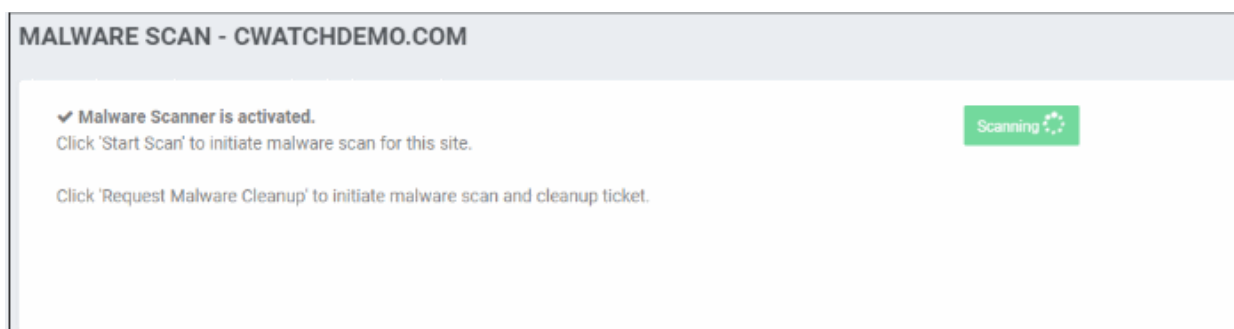 MALWARE SCAN - CWATCHDEMO.COM
✔ Malware Scanner is activated.
Scanning
Click 'Start Scan' to initiate malware scan for this site.
Click 'Request Malware Cleanup' to initiate malware scan and cleanup ticket.